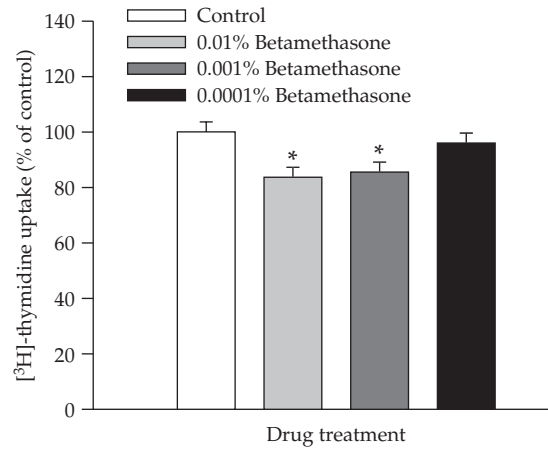 140
120
100
80
60
40
20
0
[³H]-thymidine uptake (% of control)
Control
0.01% Betamethasone
0.001% Betamethasone
0.0001% Betamethasone
*
*
Drug treatment